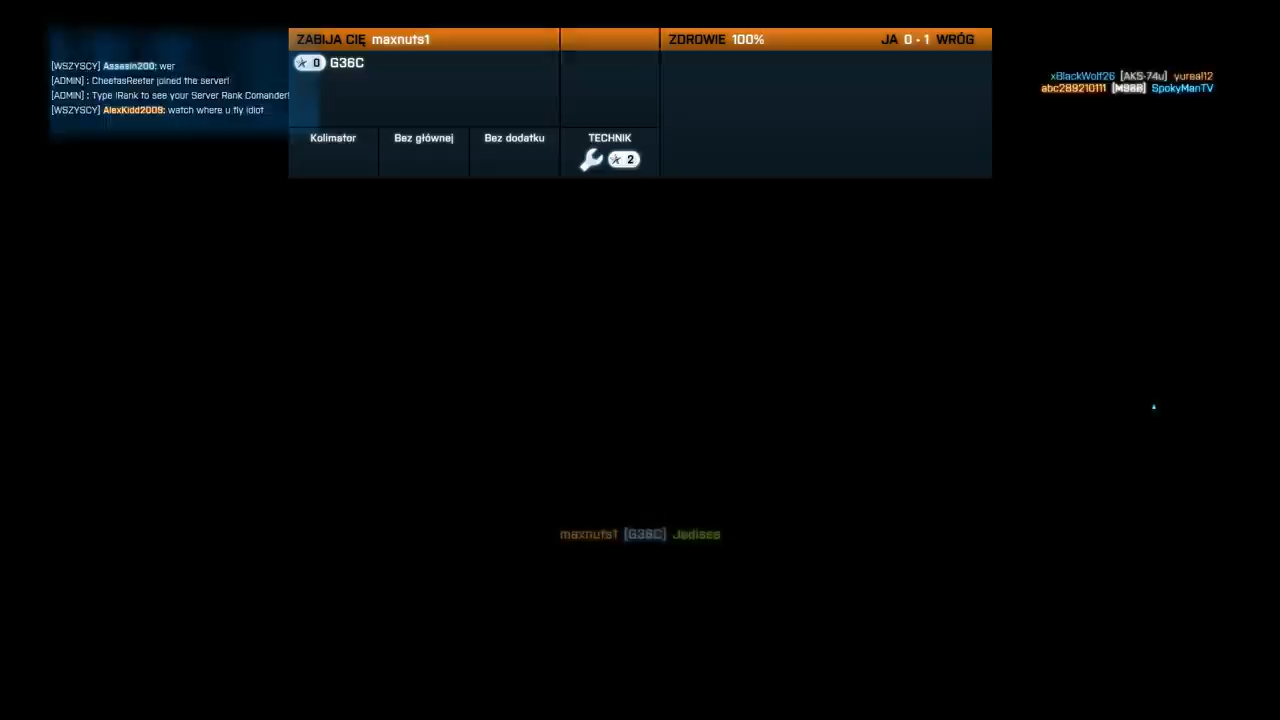 [WSZYSCY] Assasin200: wer
[ADMIN] : CheetasReeter joined the server!
[ADMIN] : Type !Rank to see your Server Rank Comander!
[WSZYSCY] AlexKidd2009: watch where u fly idiot
ZABIJA CIĘ maxnuts1
ZDROWIE 100%
JA 0 - 1 WRÓG
0 G36C
Kolimator
Bez głównej
Bez dodatku
TECHNIK
2
xBlackWolf26 [AKS-74u] yureal12
abc289210111 [M98B] SpokyManTV
maxnuts1 [G36C] Jedises